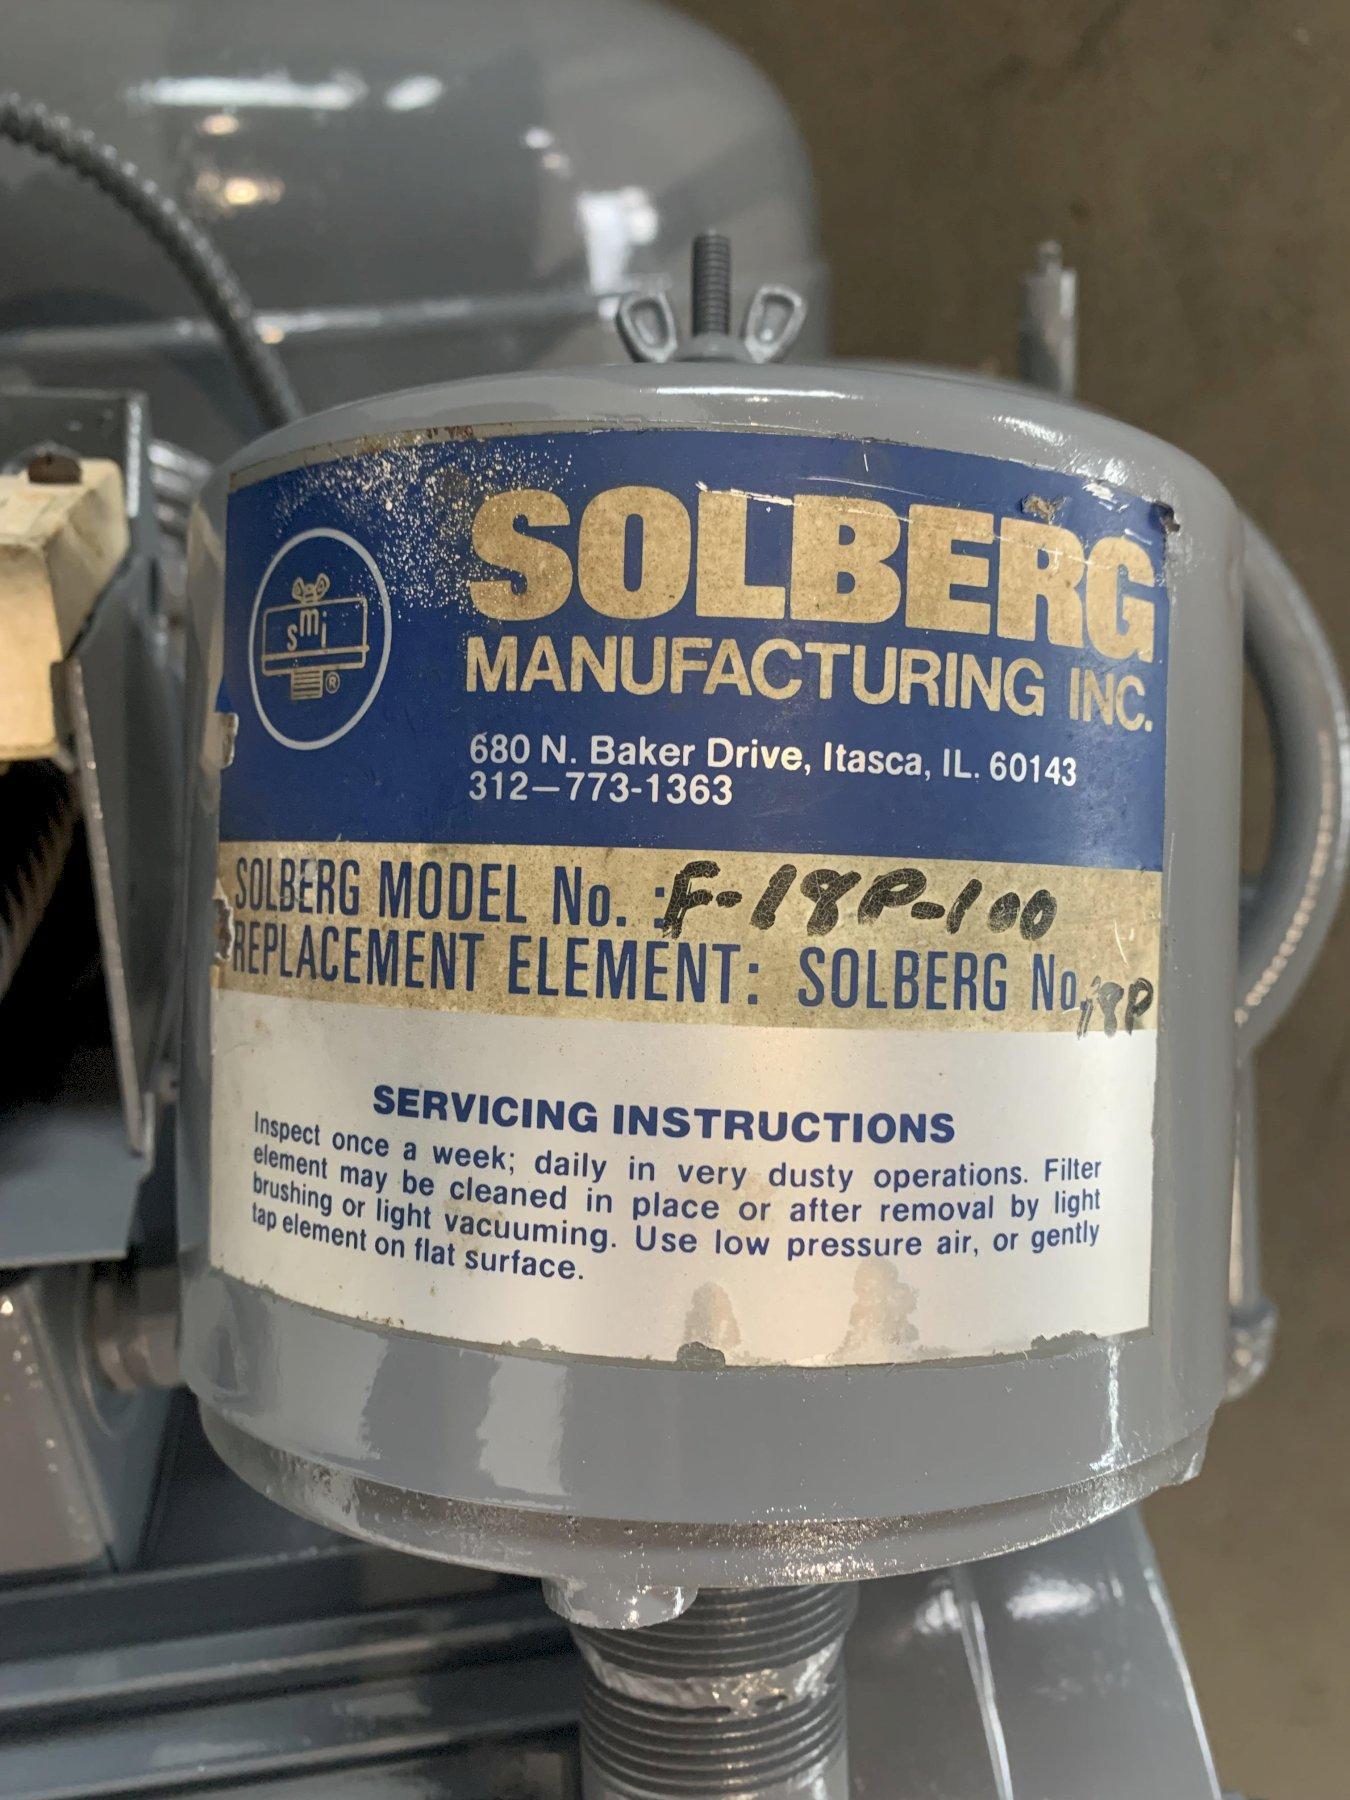 SOLBERG
MANUFACTURING INC.
680 N. Baker Drive, Itasca, IL. 60143
312—773-1363
smi ®
SOLBERG MODEL No. : F-18P-100
REPLACEMENT ELEMENT: SOLBERG No. 18P
SERVICING INSTRUCTIONS
Inspect once a week; daily in very dusty operations. Filter
element may be cleaned in place or after removal by light
brushing or light vacuuming. Use low pressure air, or gently
tap element on flat surface.